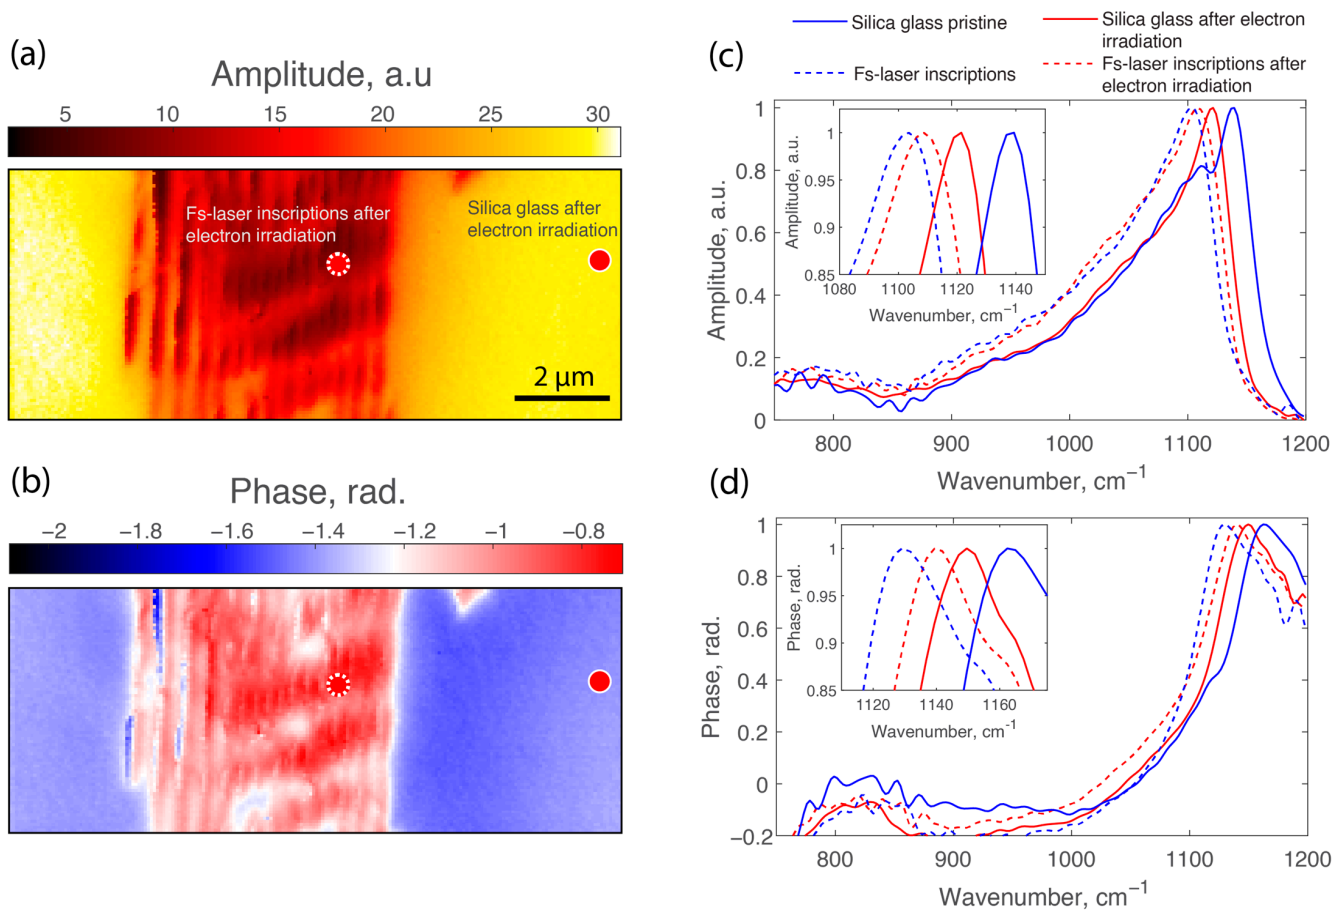 (a)
Amplitude, a.u
5 10 15 20 25 30
Fs-laser inscriptions after
electron irradiation
Silica glass after
electron irradiation
2 μm
(b)
Phase, rad.
−2 −1.8 −1.6 −1.4 −1.2 −1 −0.8
Silica glass pristine
Silica glass after electron
irradiation
Fs-laser inscriptions
Fs-laser inscriptions after
electron irradiation
(c)
Amplitude, a.u.
1
0.8
0.6
0.4
0.2
0
800 900 1000 1100 1200
Wavenumber, cm−1
Amplitude, a.u.
1
0.95
0.9
0.85
1080 1100 1120 1140
Wavenumber, cm−1
(d)
Phase, rad.
1
0.8
0.6
0.4
0.2
0
−0.2
800 900 1000 1100 1200
Wavenumber, cm−1
Phase, rad.
1
0.95
0.9
0.85
1120 1140 1160
Wavenumber, cm−1